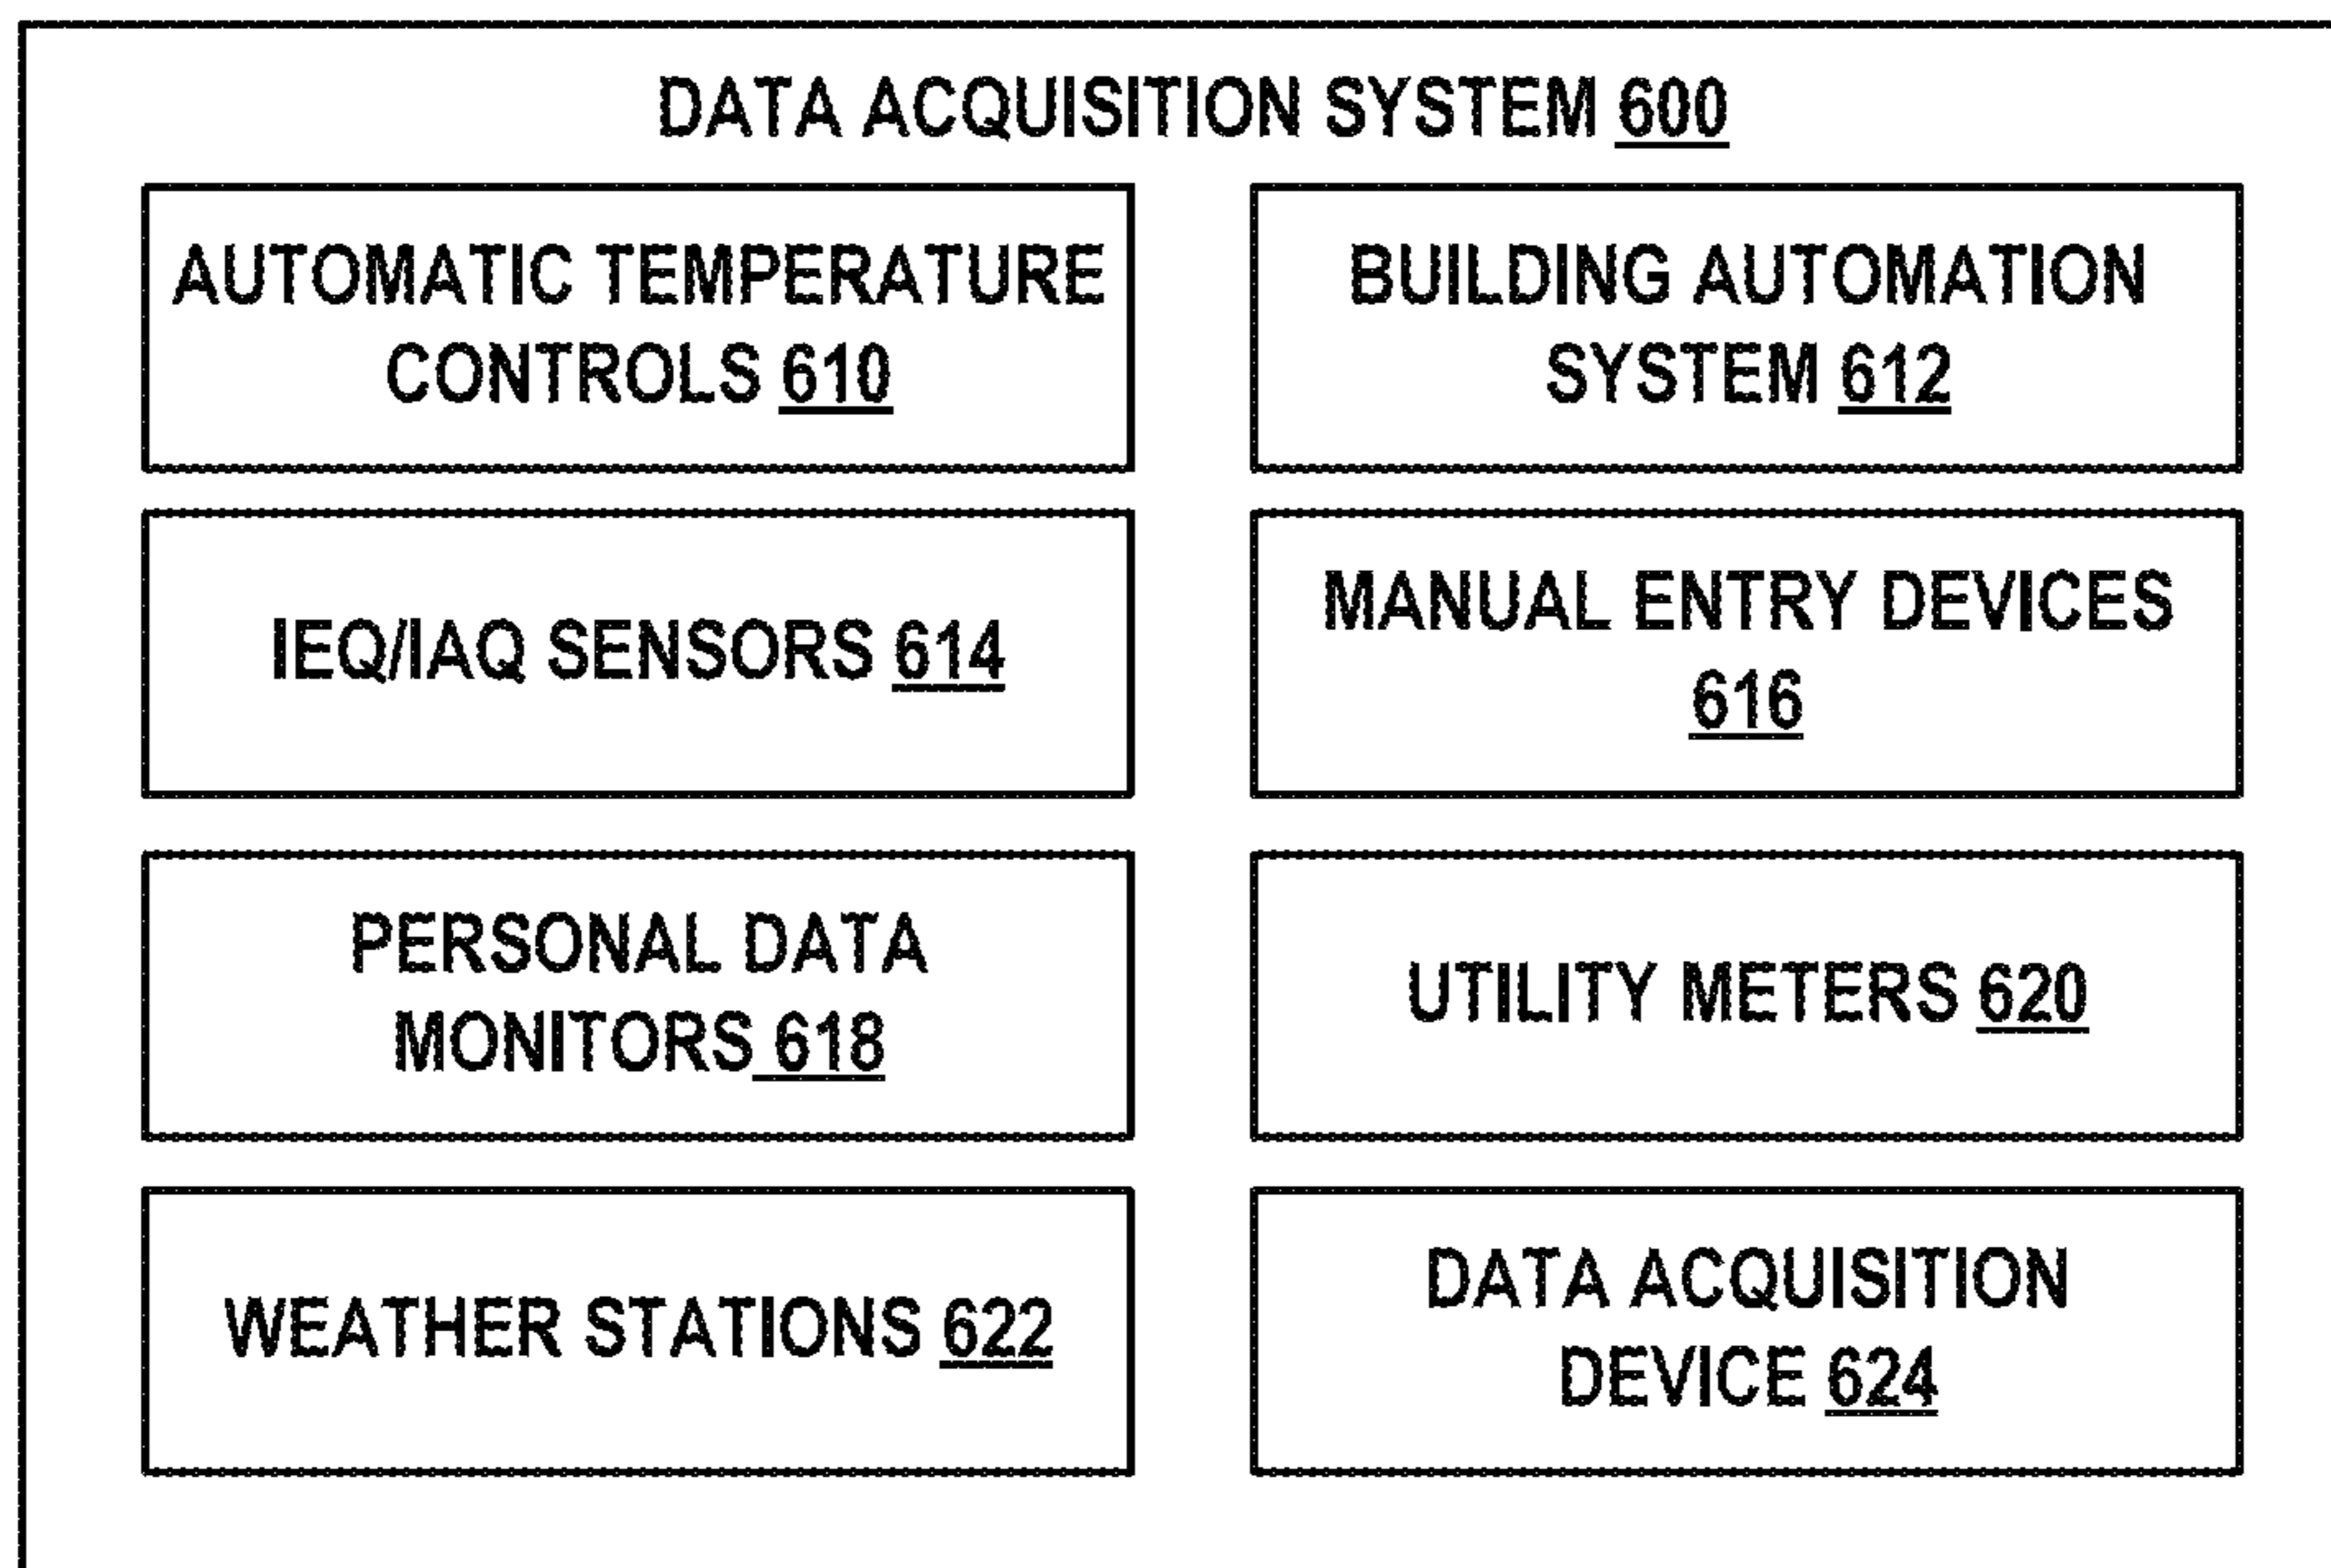 DATA ACQUISITION SYSTEM 600
AUTOMATIC TEMPERATURE
CONTROLS 610
BUILDING AUTOMATION
SYSTEM 612
IEQ/IAQ SENSORS 614
MANUAL ENTRY DEVICES
616
PERSONAL DATA
MONITORS 618
UTILITY METERS 620
WEATHER STATIONS 622
DATA ACQUISITION
DEVICE 624